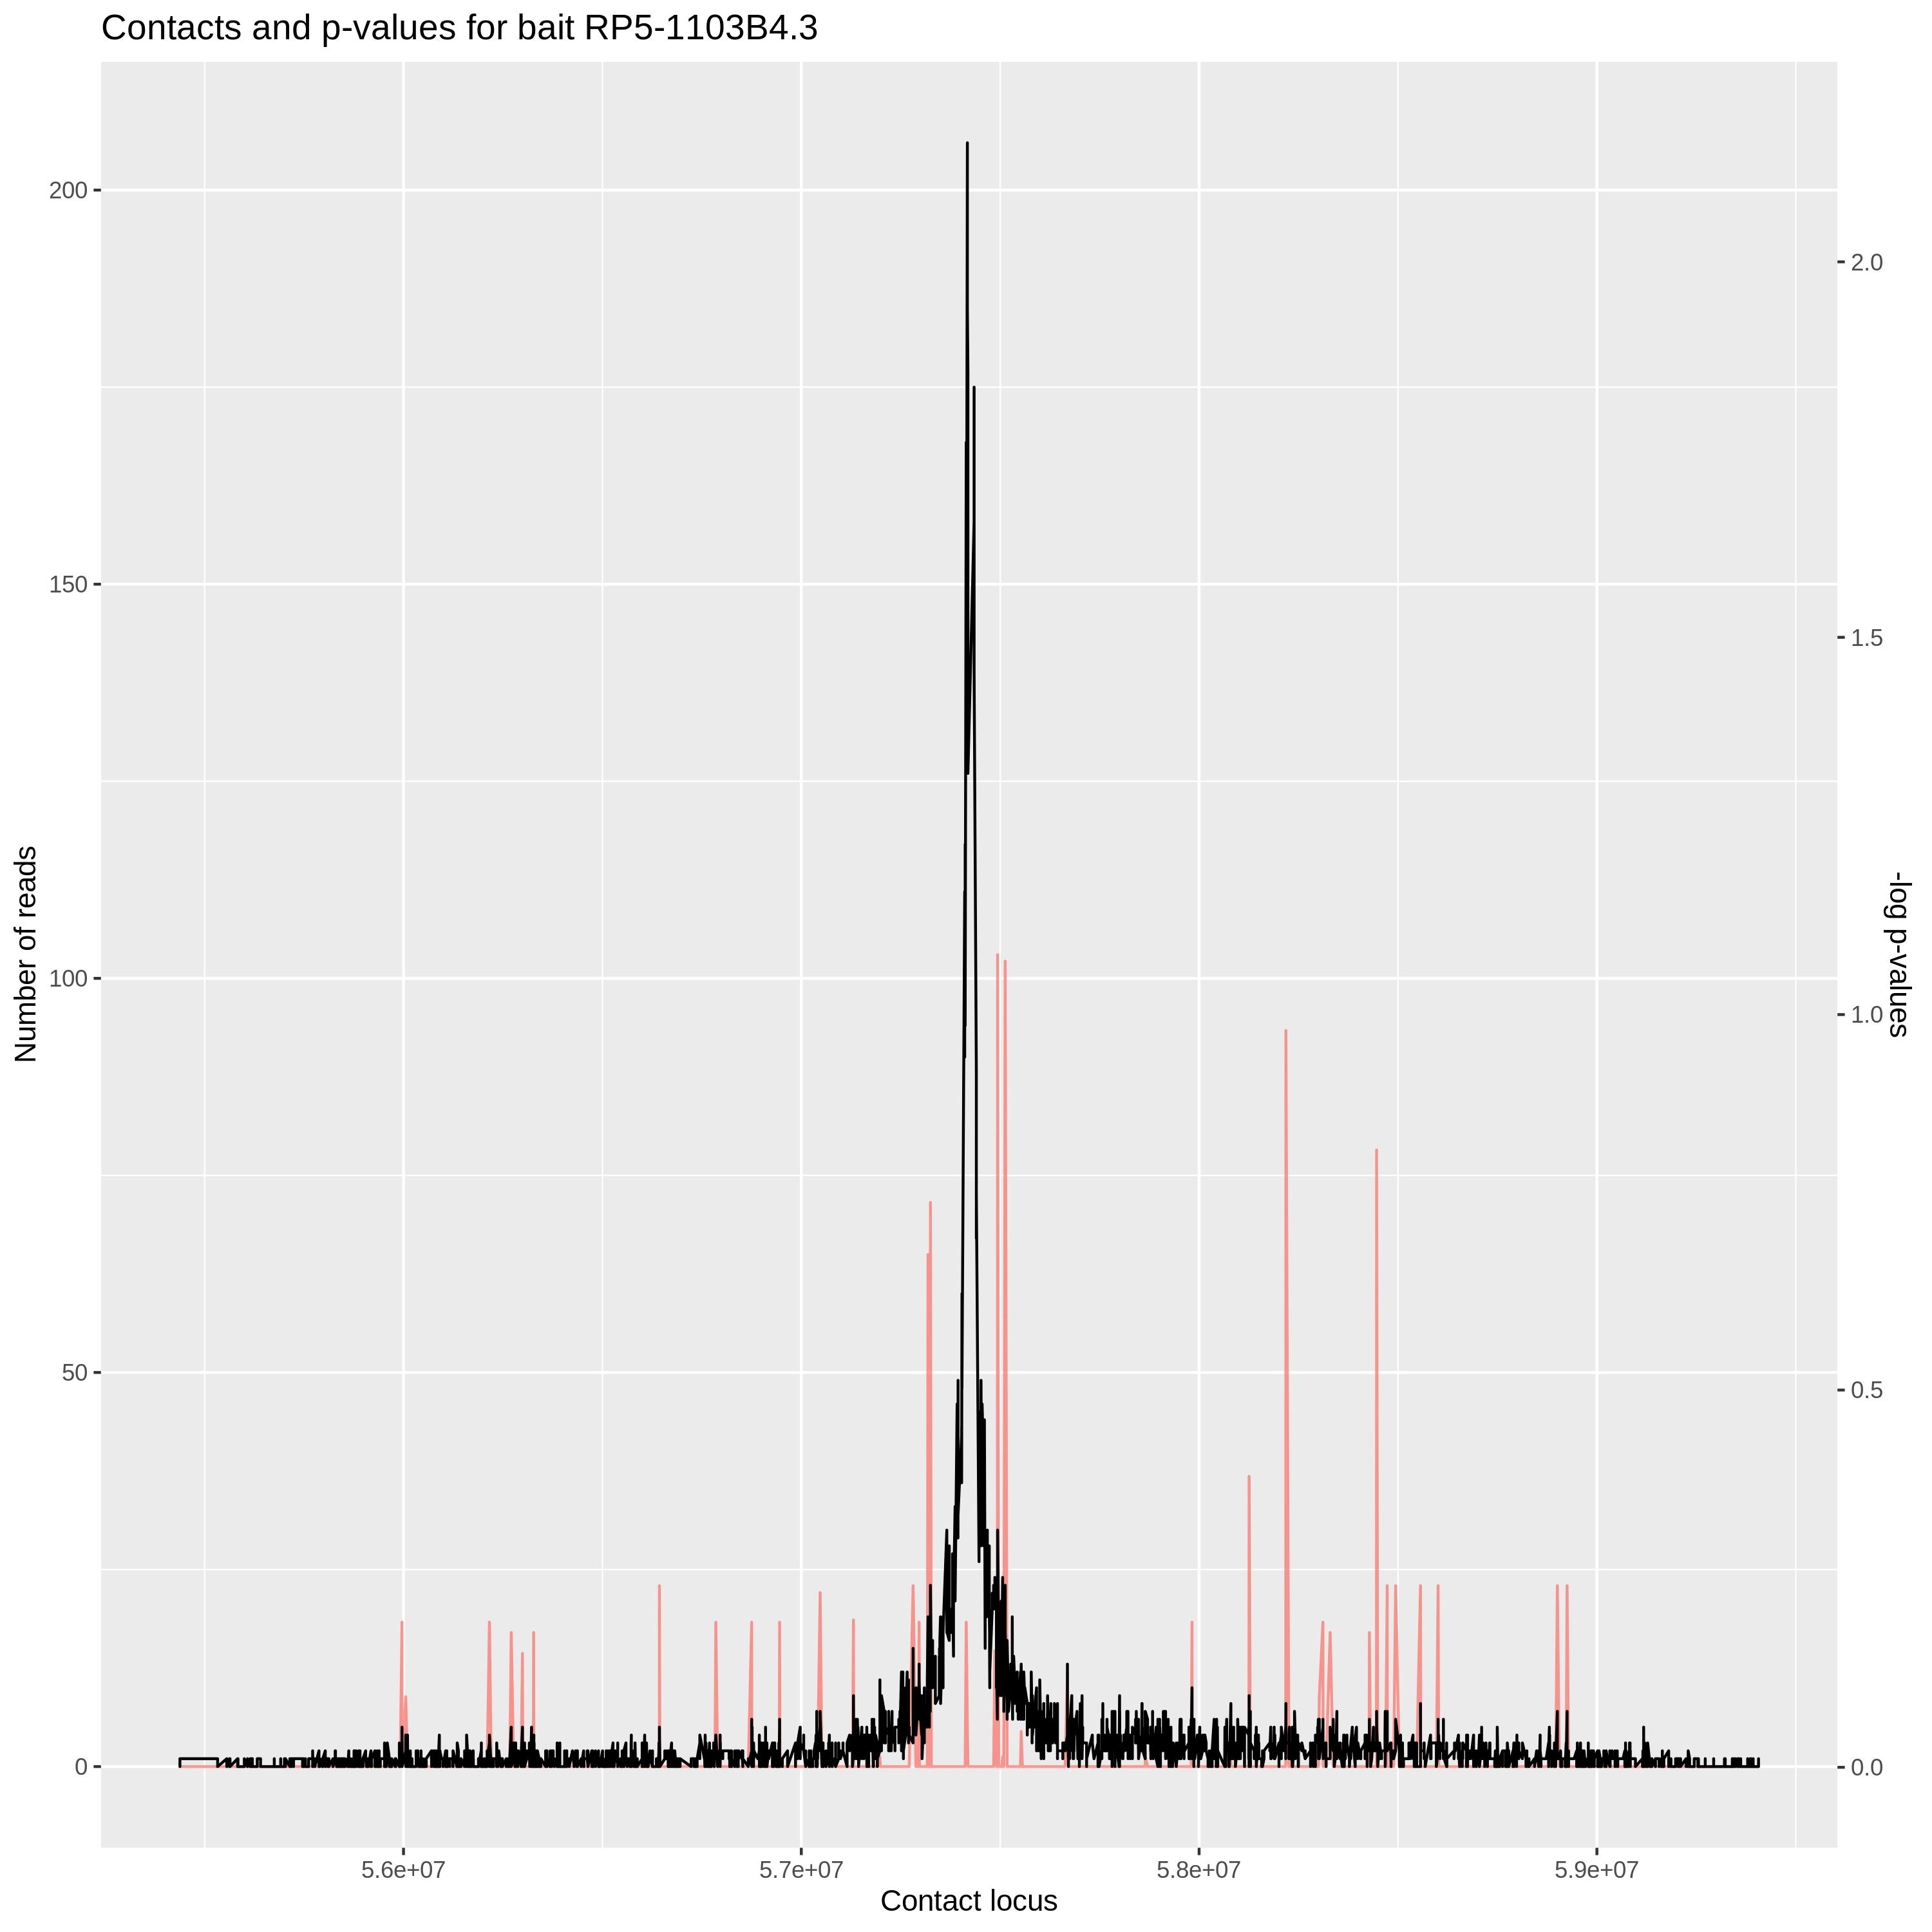 Contacts and p-values for bait RP5-1103B4.3
Number of reads
200
150
100
50
0
2.0
1.5
1.0
0.5
0.0
-log p-values
5.6e+07
5.7e+07
5.8e+07
5.9e+07
Contact locus